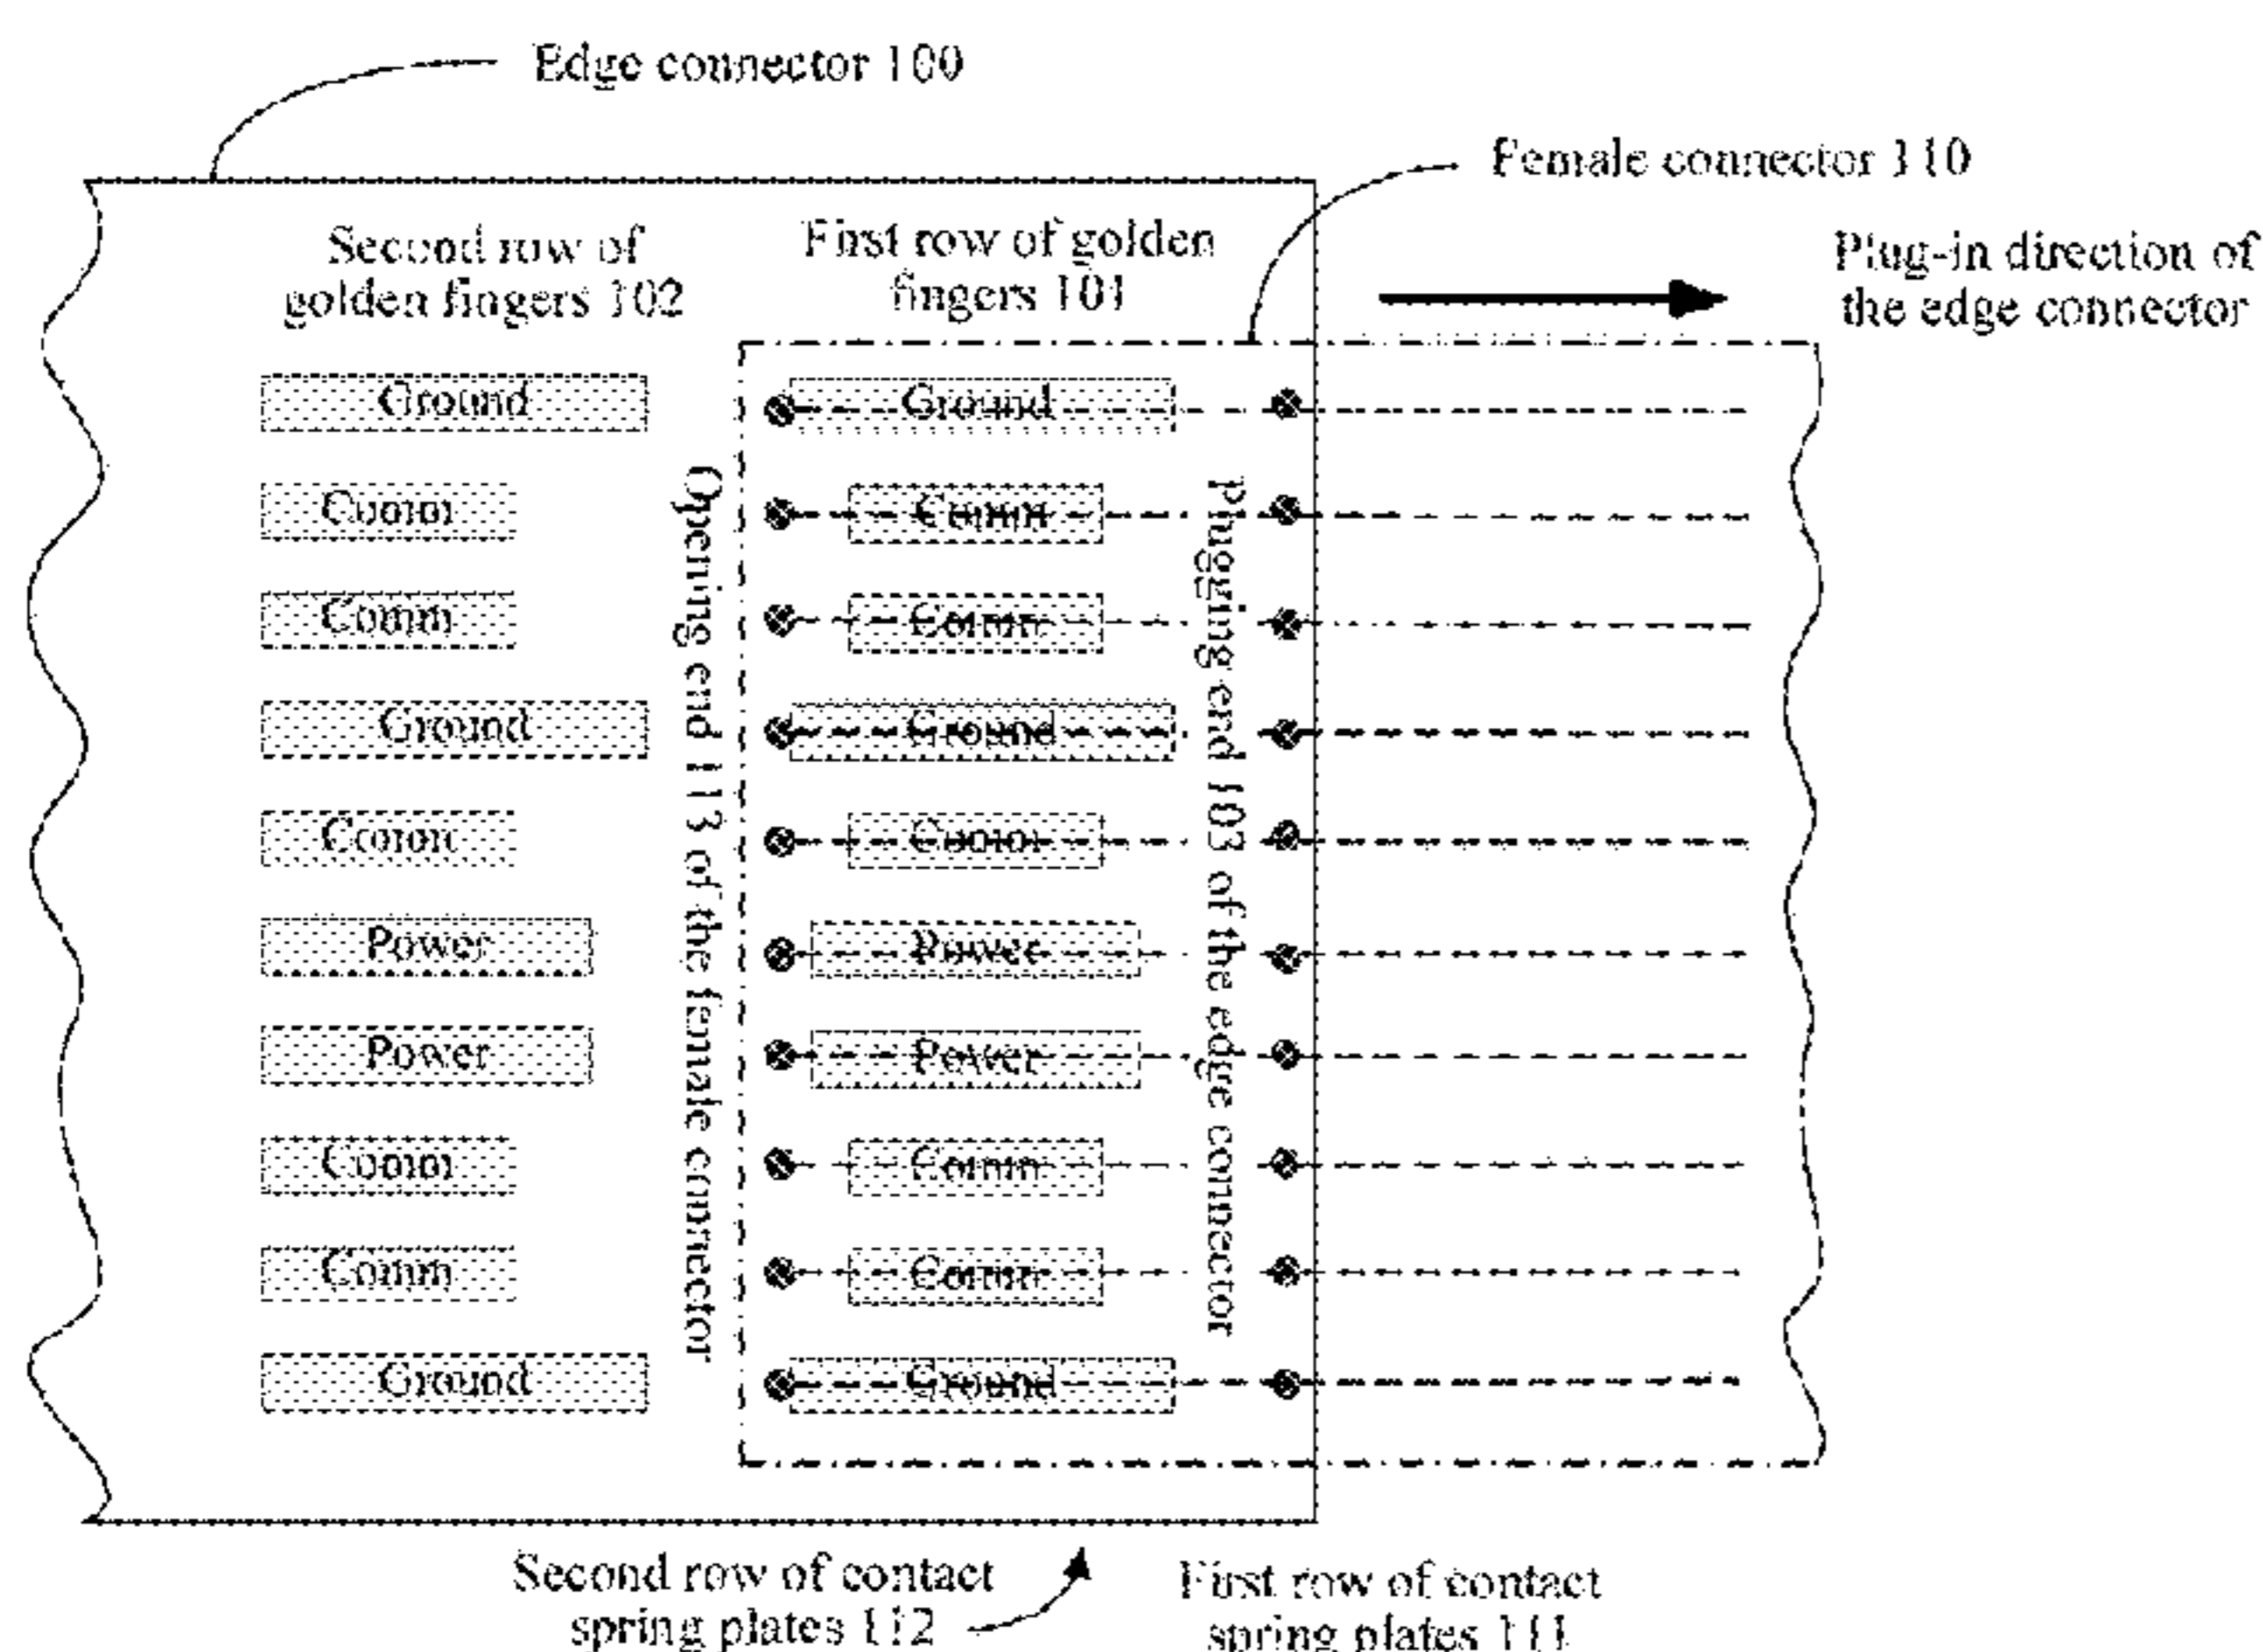 Edge connector 100
Female connector 110
Plug-in direction of
the edge connector
Second row of
golden fingers 102
First row of golden
fingers 101
Ground
Comm
Comm
Ground
Comm
Power
Power
Comm
Comm
Ground
Opening end 113 of the female connector
Ground
Comm
Comm
Ground
Comm
Power
Power
Comm
Comm
Ground
Plugging end 103 of the edge connector
Second row of contact
spring plates 112
First row of contact
spring plates 111